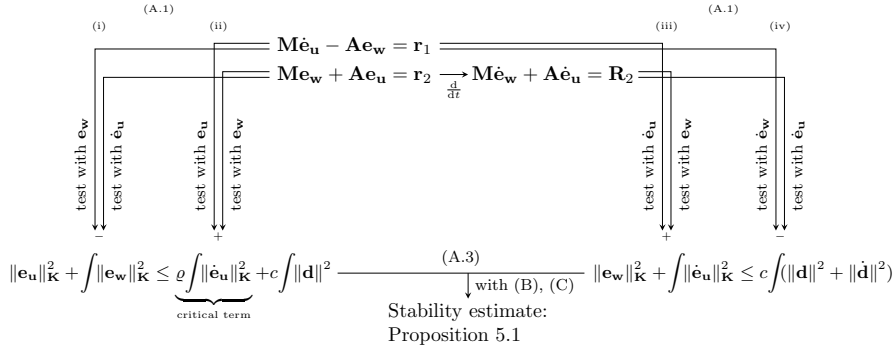 (A.1) (A.1)
(i) (ii) (iii) (iv)
Mė_u − Ae_w = r_1
Me_w + Ae_u = r_2 → d/dt Mė_w + Aė_u = R_2
test with e_w
test with ė_u
test with e_u
test with e_w
test with ė_u
test with e_w
test with ė_w
test with ė_u
− + + −
‖e_u‖²_K + ∫‖e_w‖²_K ≤ ϱ∫‖ė_u‖²_K + c∫‖d‖² (A.3) ‖e_w‖²_K + ∫‖ė_u‖²_K ≤ c∫(‖d‖² + ‖ḋ‖²)
critical term
with (B), (C)
Stability estimate:
Proposition 5.1